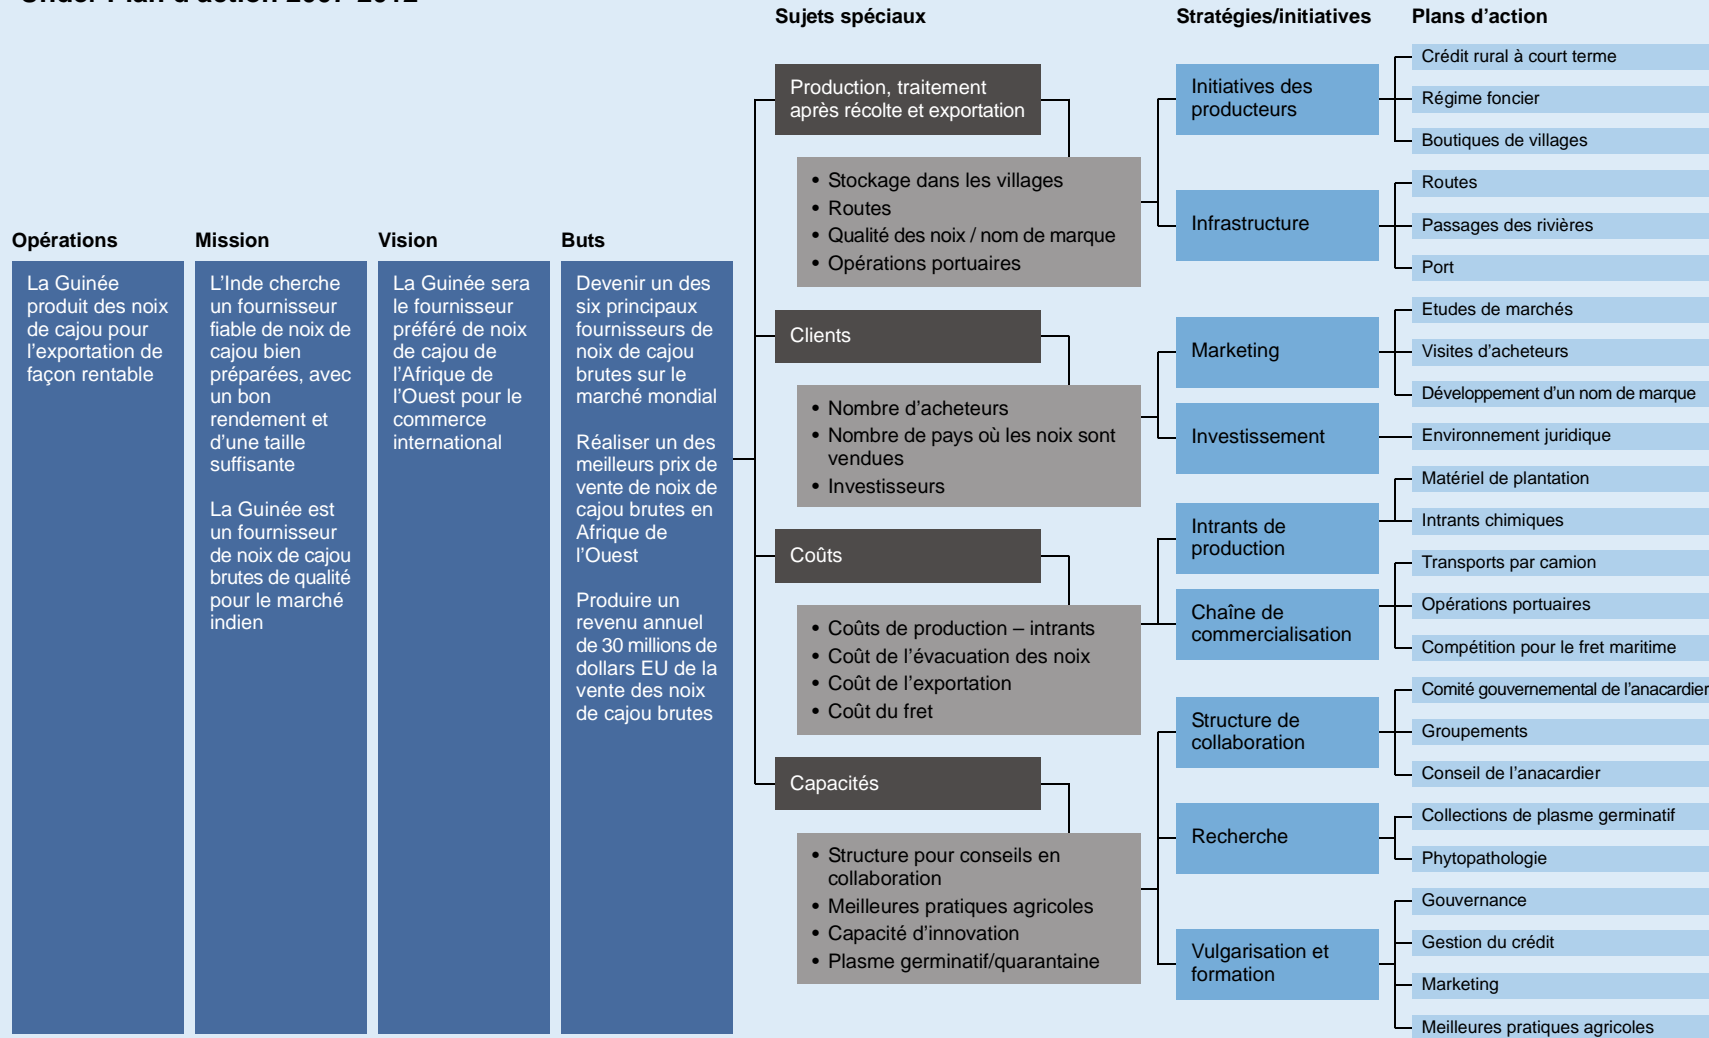 Under Plan d'action 2007-2012
Sujets spéciaux
Stratégies/initiatives
Plans d'action
Opérations
Mission
Vision
Buts
La Guinée
produit des noix
de cajou pour
l'exportation de
façon rentable
L'Inde cherche
un fournisseur
fiable de noix de
cajou bien
préparées, avec
un bon
rendement et
d'une taille
suffisante
La Guinée est
un fournisseur
de noix de cajou
brutes de qualité
pour le marché
indien
La Guinée sera
le fournisseur
préféré de noix
de cajou de
l'Afrique de
l'Ouest pour le
commerce
international
Devenir un des
six principaux
fournisseurs de
noix de cajou
brutes sur le
marché mondial
Réaliser un des
meilleurs prix de
vente de noix de
cajou brutes en
Afrique de
l'Ouest
Produire un
revenu annuel
de 30 millions de
dollars EU de la
vente des noix
de cajou brutes
Production, traitement
après récolte et exportation
• Stockage dans les villages
• Routes
• Qualité des noix / nom de marque
• Opérations portuaires
Clients
• Nombre d'acheteurs
• Nombre de pays où les noix sont
vendues
• Investisseurs
Coûts
• Coûts de production – intrants
• Coût de l'évacuation des noix
• Coût de l'exportation
• Coût du fret
Capacités
• Structure pour conseils en
collaboration
• Meilleures pratiques agricoles
• Capacité d'innovation
• Plasme germinatif/quarantaine
Initiatives des
producteurs
Infrastructure
Marketing
Investissement
Intrants de
production
Chaîne de
commercialisation
Structure de
collaboration
Recherche
Vulgarisation et
formation
Crédit rural à court terme
Régime foncier
Boutiques de villages
Routes
Passages des rivières
Port
Etudes de marchés
Visites d'acheteurs
Développement d'un nom de marque
Environnement juridique
Matériel de plantation
Intrants chimiques
Transports par camion
Opérations portuaires
Compétition pour le fret maritime
Comité gouvernemental de l'anacardier
Groupements
Conseil de l'anacardier
Collections de plasme germinatif
Phytopathologie
Gouvernance
Gestion du crédit
Marketing
Meilleures pratiques agricoles